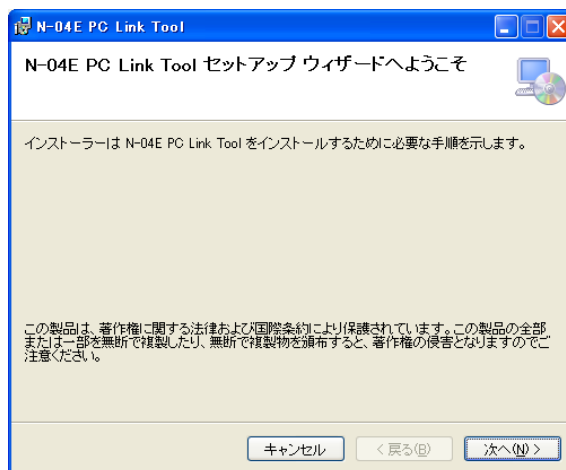 N-04E PC Link Tool
N-04E PC Link Tool セットアップ ウィザードへようこそ
インストーラーは N-04E PC Link Tool をインストールするために必要な手順を示します。
この製品は、著作権に関する法律および国際条約により保護されています。この製品の全部
または一部を無断で複製したり、無断で複製物を頒布すると、著作権の侵害となりますのでご
注意ください。
キャンセル
< 戻る(B)
次へ(N) >